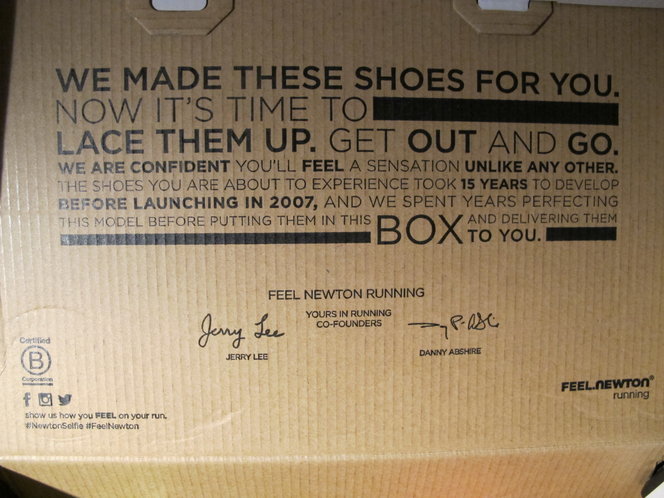 WE MADE THESE SHOES FOR YOU.
NOW IT'S TIME TO
LACE THEM UP. GET OUT AND GO.
WE ARE CONFIDENT YOU'LL FEEL A SENSATION UNLIKE ANY OTHER.
THE SHOES YOU ARE ABOUT TO EXPERIENCE TOOK 15 YEARS TO DEVELOP
BEFORE LAUNCHING IN 2007, AND WE SPENT YEARS PERFECTING
THIS MODEL BEFORE PUTTING THEM IN THIS BOX AND DELIVERING THEM
TO YOU.
FEEL NEWTON RUNNING
YOURS IN RUNNING
CO-FOUNDERS
Jerry Lee
JERRY LEE
DANNY ABSHIRE
Certified
B
Corporation
show us how you FEEL on your run.
#NewtonSelfie #FeelNewton
FEEL.NEWTON®
running